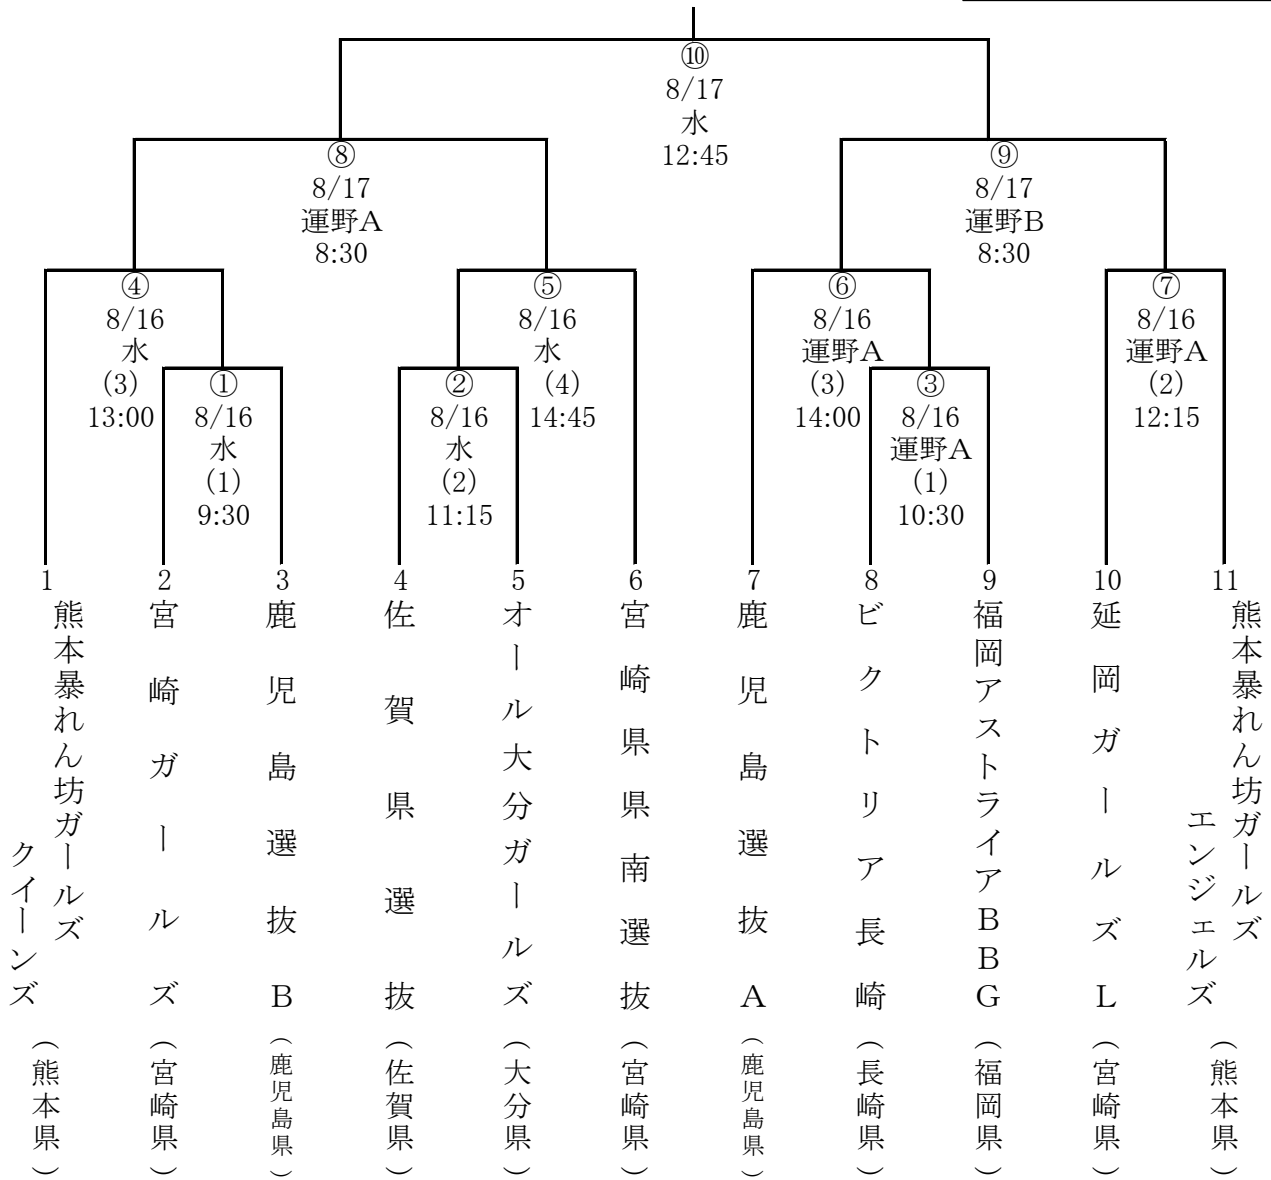 ⑩
8/17
水
12:45
⑧
8/17
運野A
8:30
⑨
8/17
運野B
8:30
④
8/16
水
(3)
13:00
⑤
8/16
水
(4)
14:45
⑥
8/16
運野A
(3)
14:00
⑦
8/16
運野A
(2)
12:15
①
8/16
水
(1)
9:30
②
8/16
水
(2)
11:15
③
8/16
運野A
(1)
10:30
1
熊本暴れん坊ガールズ
クイーンズ
(熊本県)
2
宮崎ガールズ
(宮崎県)
3
鹿児島選抜B
(鹿児島県)
4
佐賀県選抜
(佐賀県)
5
オール大分ガールズ
(大分県)
6
宮崎県県南選抜
(宮崎県)
7
鹿児島選抜A
(鹿児島県)
8
ビクトリア長崎
(長崎県)
9
福岡アストライアBBG
(福岡県)
10
延岡ガールズL
(宮崎県)
11
熊本暴れん坊ガールズ
エンジェルズ
(熊本県)